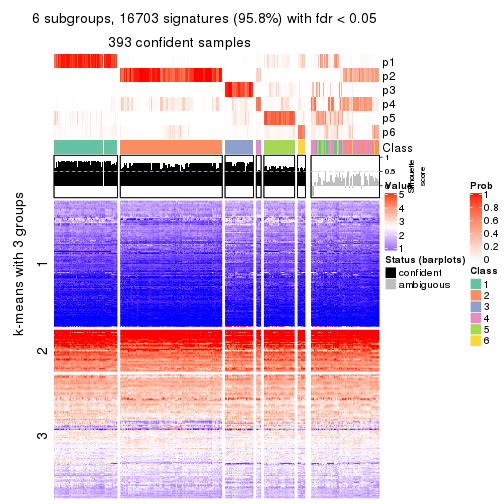 6 subgroups, 16703 signatures (95.8%) with fdr < 0.05
393 confident samples
p1
p2
p3
p4
p5
p6
Class
1
0.5
0
Silhouette
score
k-means with 3 groups
1
2
3
Value
5
4
3
2
1
Status (barplots)
confident
ambiguous
Prob
1
0.8
0.6
0.4
0.2
0
Class
1
2
3
4
5
6